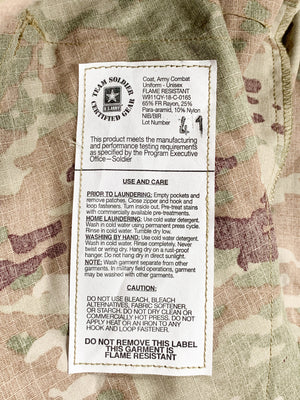 TEAM SOLDIER
U.S. ARMY
CERTIFIED GEAR
Coat, Army Combat
Uniform - Unisex
FLAME RESISTANT
W911QY-18-C-0165
65% FR Rayon, 25%
Para-aramid, 10% Nylon
NIB/BIR
Lot Number
This product meets the manufacturing
and performance testing requirements
as specified by the Program Executive
Office—Soldier
USE AND CARE
PRIOR TO LAUNDERING: Empty pockets and
remove patches. Close zipper and hook and
loop fasteners. Turn inside out. Pre-treat stains
with commercially available pre-treatments.
HOME LAUNDERING: Use cold water detergent.
Wash in cold water using permanent press cycle.
Rinse in cold water. Tumble dry low.
WASHING BY HAND: Use cold water detergent.
Wash in cold water. Rinse completely. Never
twist or wring dry. Hang dry on a rust-proof
hanger. Do not hang dry in direct sunlight.
NOTE: Wash garment separate from other
garments. In military field operations, garment
may be washed with other garments.
CAUTION:
DO NOT USE BLEACH, BLEACH
ALTERNATIVES, FABRIC SOFTENER,
OR STARCH. DO NOT DRY CLEAN OR
COMMERCIALLY HOT PRESS. DO NOT
APPLY HEAT OR AN IRON TO ANY
HOOK AND LOOP FASTENER.
DO NOT REMOVE THIS LABEL
THIS GARMENT IS
FLAME RESISTANT